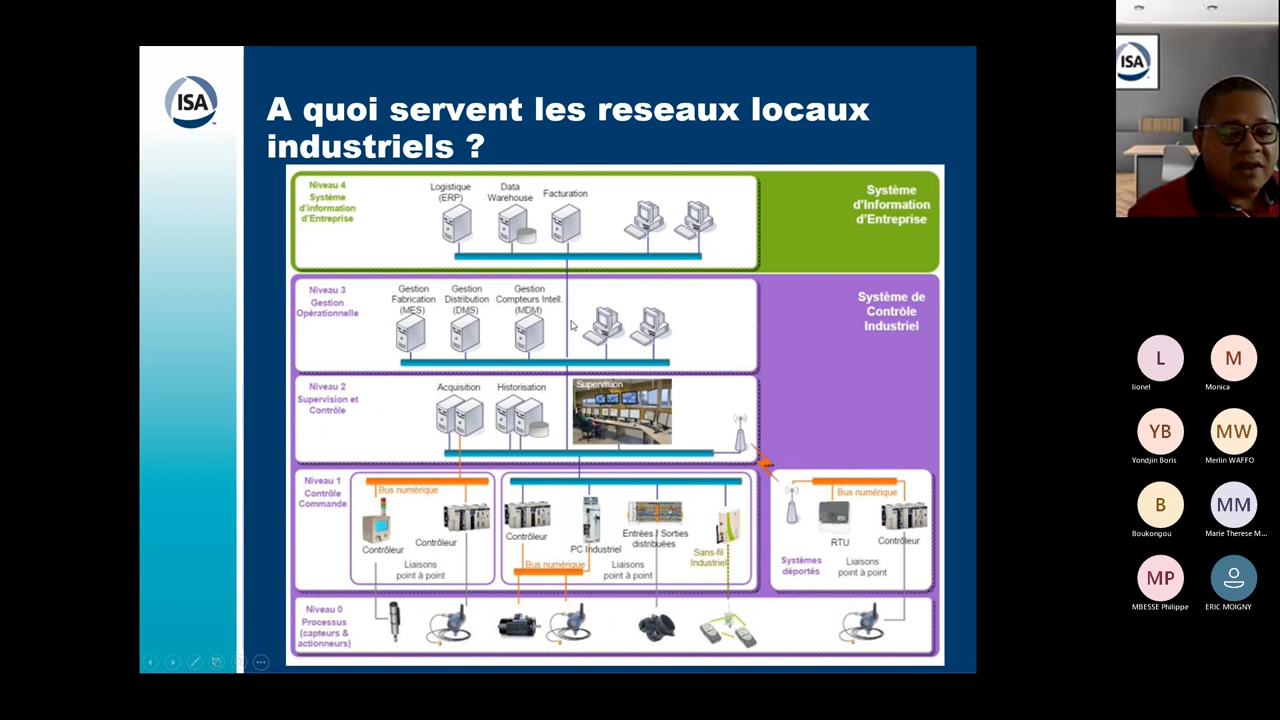 ISA
A quoi servent les reseaux locaux
industriels ?
Niveau 4
Système
d'information
d'Entreprise
Logistique
(ERP)
Data
Warehouse
Facturation
Système
d'Information
d'Entreprise
Niveau 3
Gestion
Opérationnelle
Gestion
Fabrication
(MES)
Gestion
Distribution
(DMS)
Gestion
Compteurs Intell.
(MDM)
Système de
Contrôle
Industriel
Niveau 2
Supervision et
Contrôle
Acquisition
Historisation
Supervision
Niveau 1
Contrôle
Commande
Bus numérique
Contrôleur
Contrôleur
Liaisons
point à point
Contrôleur
PC Industriel
Entrées / Sorties
distribuées
Sans-fil
Industriel
Bus numérique
Liaisons
point à point
Bus numérique
RTU
Contrôleur
Systèmes
déportés
Liaisons
point à point
Niveau 0
Processus
(capteurs &
actionneurs)
ISA
L
lionel
M
Monica
YB
Yondjin Boris
MW
Merlin WAFFO
B
Boukongou
MM
Marie Therese M...
MP
MBESSE Philippe
ERIC MOIGNY